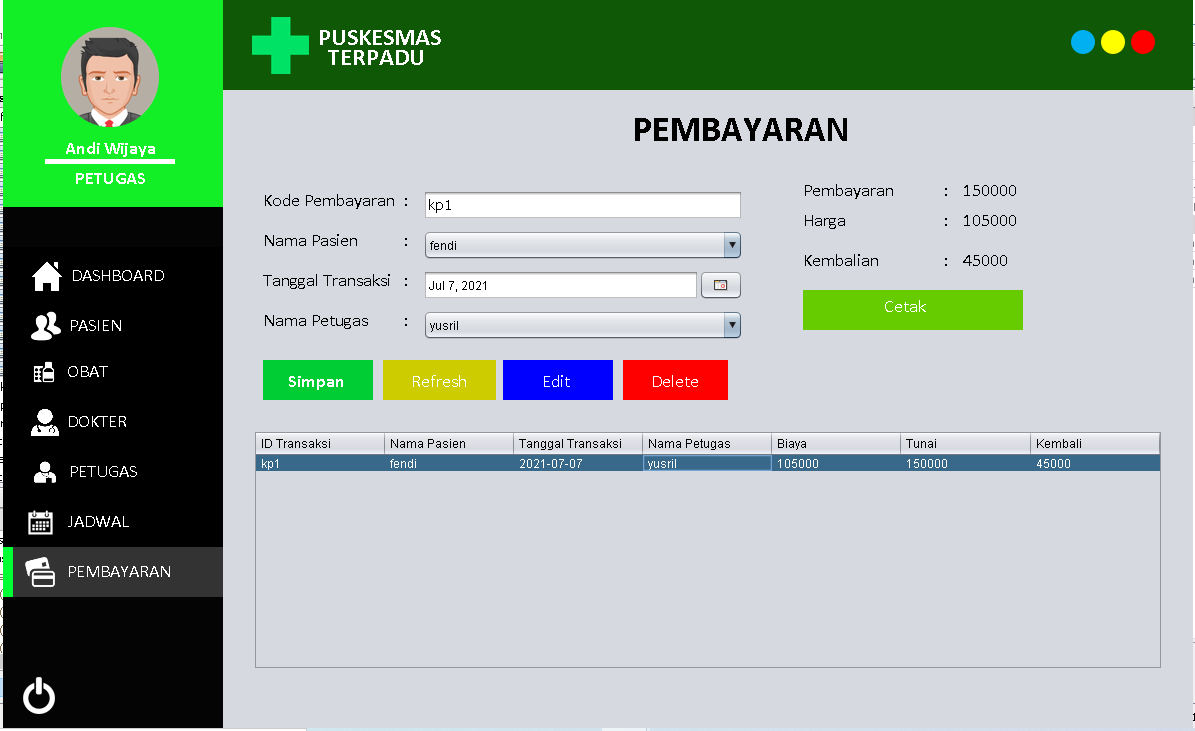 Andi Wijaya
PETUGAS
DASHBOARD
PASIEN
OBAT
DOKTER
PETUGAS
JADWAL
PEMBAYARAN
PUSKESMAS
TERPADU
PEMBAYARAN
Kode Pembayaran : kp1
Nama Pasien : fendi
Tanggal Transaksi : Jul 7, 2021
Nama Petugas : yusril
Pembayaran : 150000
Harga : 105000
Kembalian : 45000
Cetak
Simpan Refresh Edit Delete
ID Transaksi Nama Pasien Tanggal Transaksi Nama Petugas Biaya Tunai Kembali
kp1 fendi 2021-07-07 yusril 105000 150000 45000